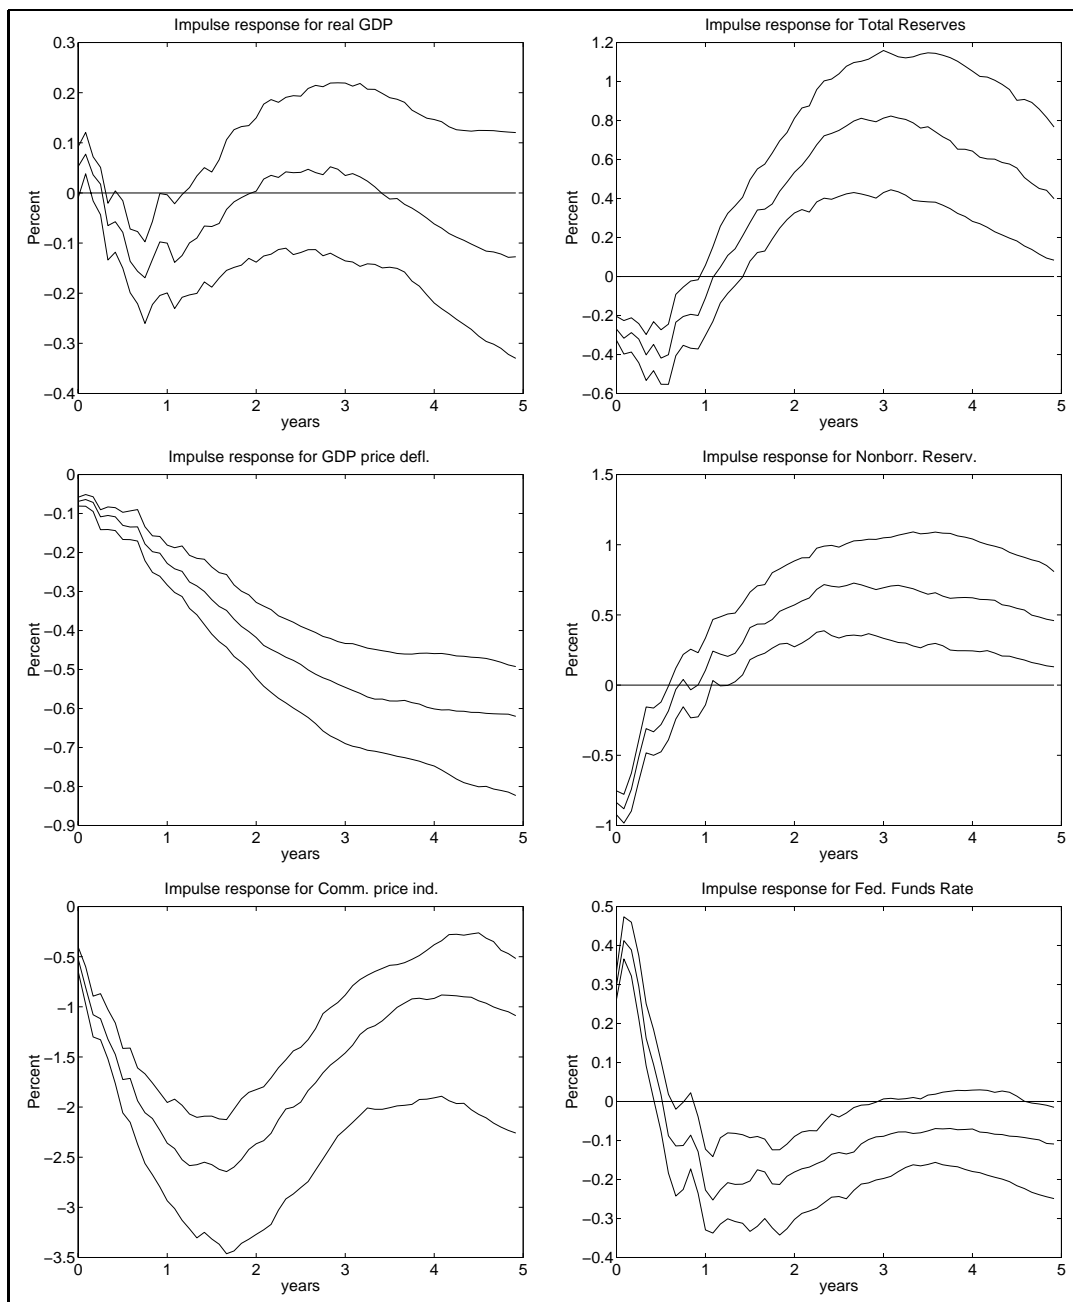 Impulse response for real GDP
0.3
0.2
0.1
0
−0.1
−0.2
−0.3
−0.4
Percent
0 1 2 3 4 5
years
Impulse response for Total Reserves
1.2
1
0.8
0.6
0.4
0.2
0
−0.2
−0.4
−0.6
Percent
0 1 2 3 4 5
years
Impulse response for GDP price defl.
0
−0.1
−0.2
−0.3
−0.4
−0.5
−0.6
−0.7
−0.8
−0.9
Percent
0 1 2 3 4 5
years
Impulse response for Nonborr. Reserv.
1.5
1
0.5
0
−0.5
−1
Percent
0 1 2 3 4 5
years
Impulse response for Comm. price ind.
0
−0.5
−1
−1.5
−2
−2.5
−3
−3.5
Percent
0 1 2 3 4 5
years
Impulse response for Fed. Funds Rate
0.5
0.4
0.3
0.2
0.1
0
−0.1
−0.2
−0.3
−0.4
Percent
0 1 2 3 4 5
years